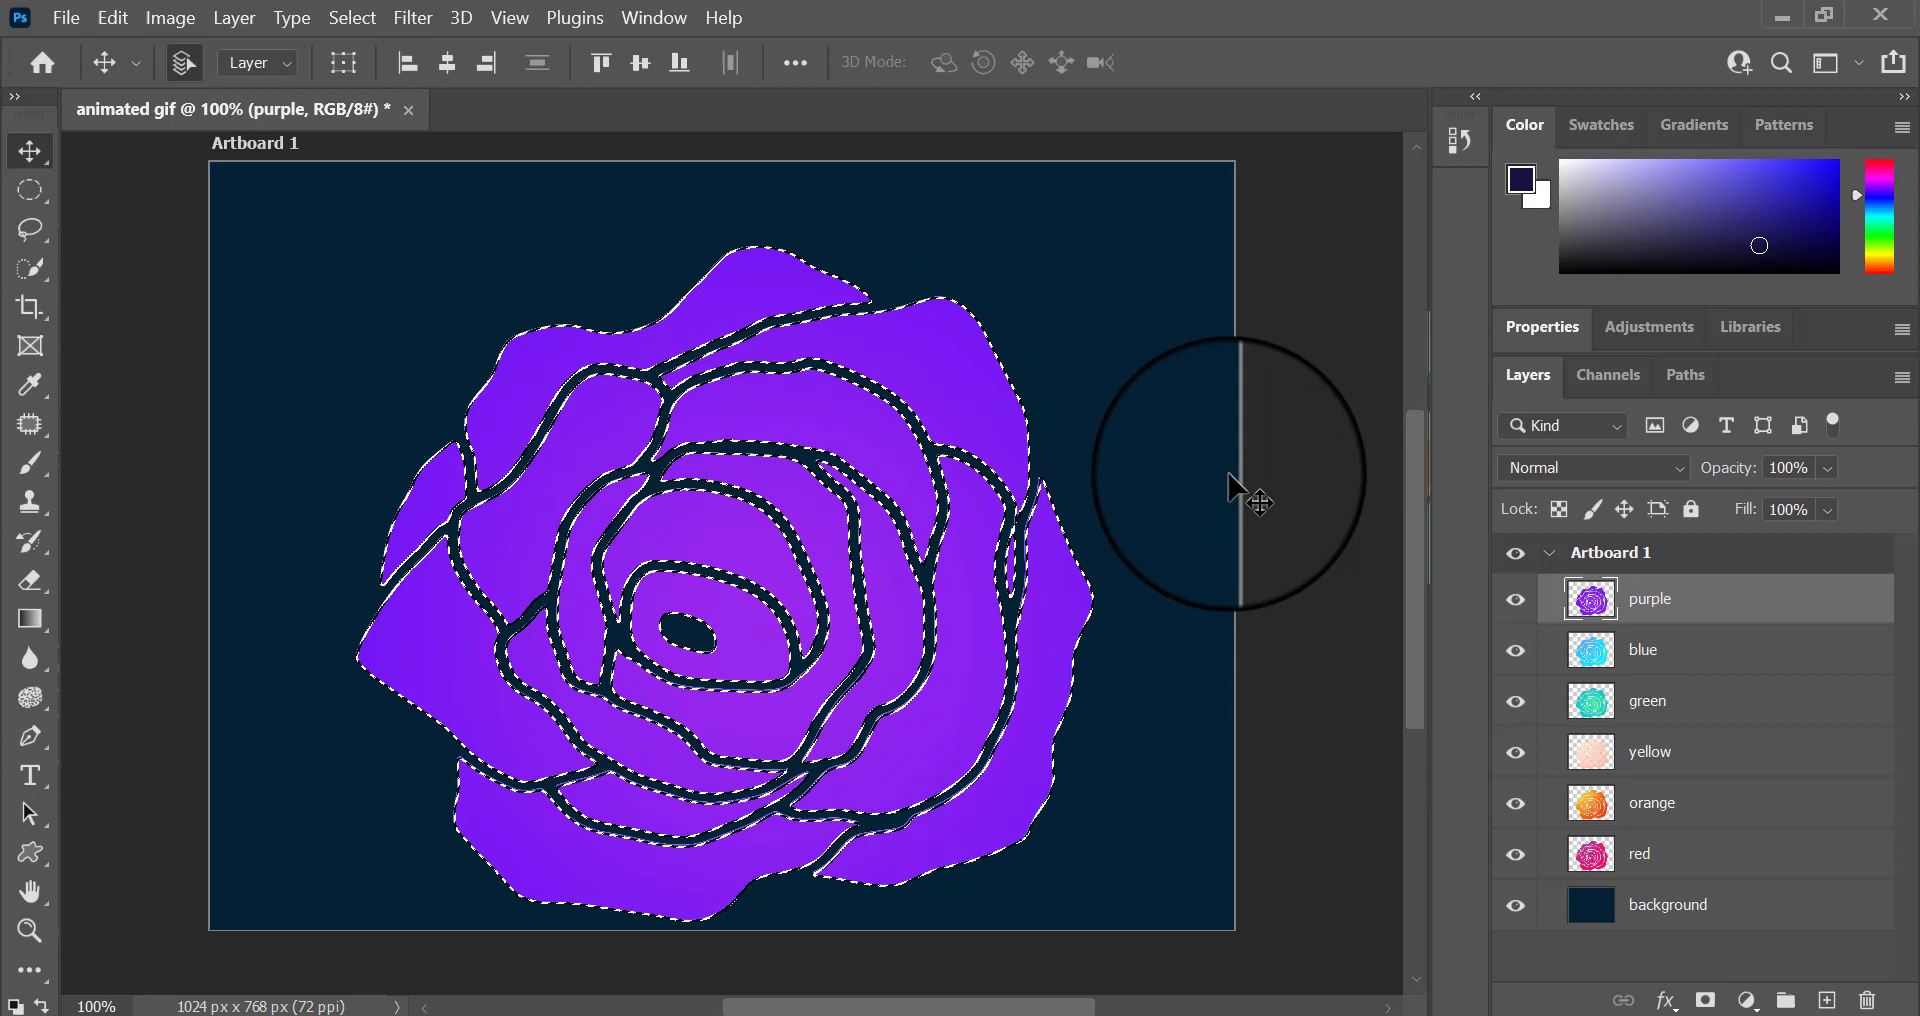 Ps File Edit Image Layer Type Select Filter 3D View Plugins Window Help
Layer 3D Mode:
animated gif @ 100% (purple, RGB/8#) *
Artboard 1
Color Swatches Gradients Patterns
Properties Adjustments Libraries
Layers Channels Paths
Kind
Normal Opacity: 100%
Lock: Fill: 100%
Artboard 1
purple
blue
green
yellow
orange
red
background
fx
100% 1024 px x 768 px (72 ppi)